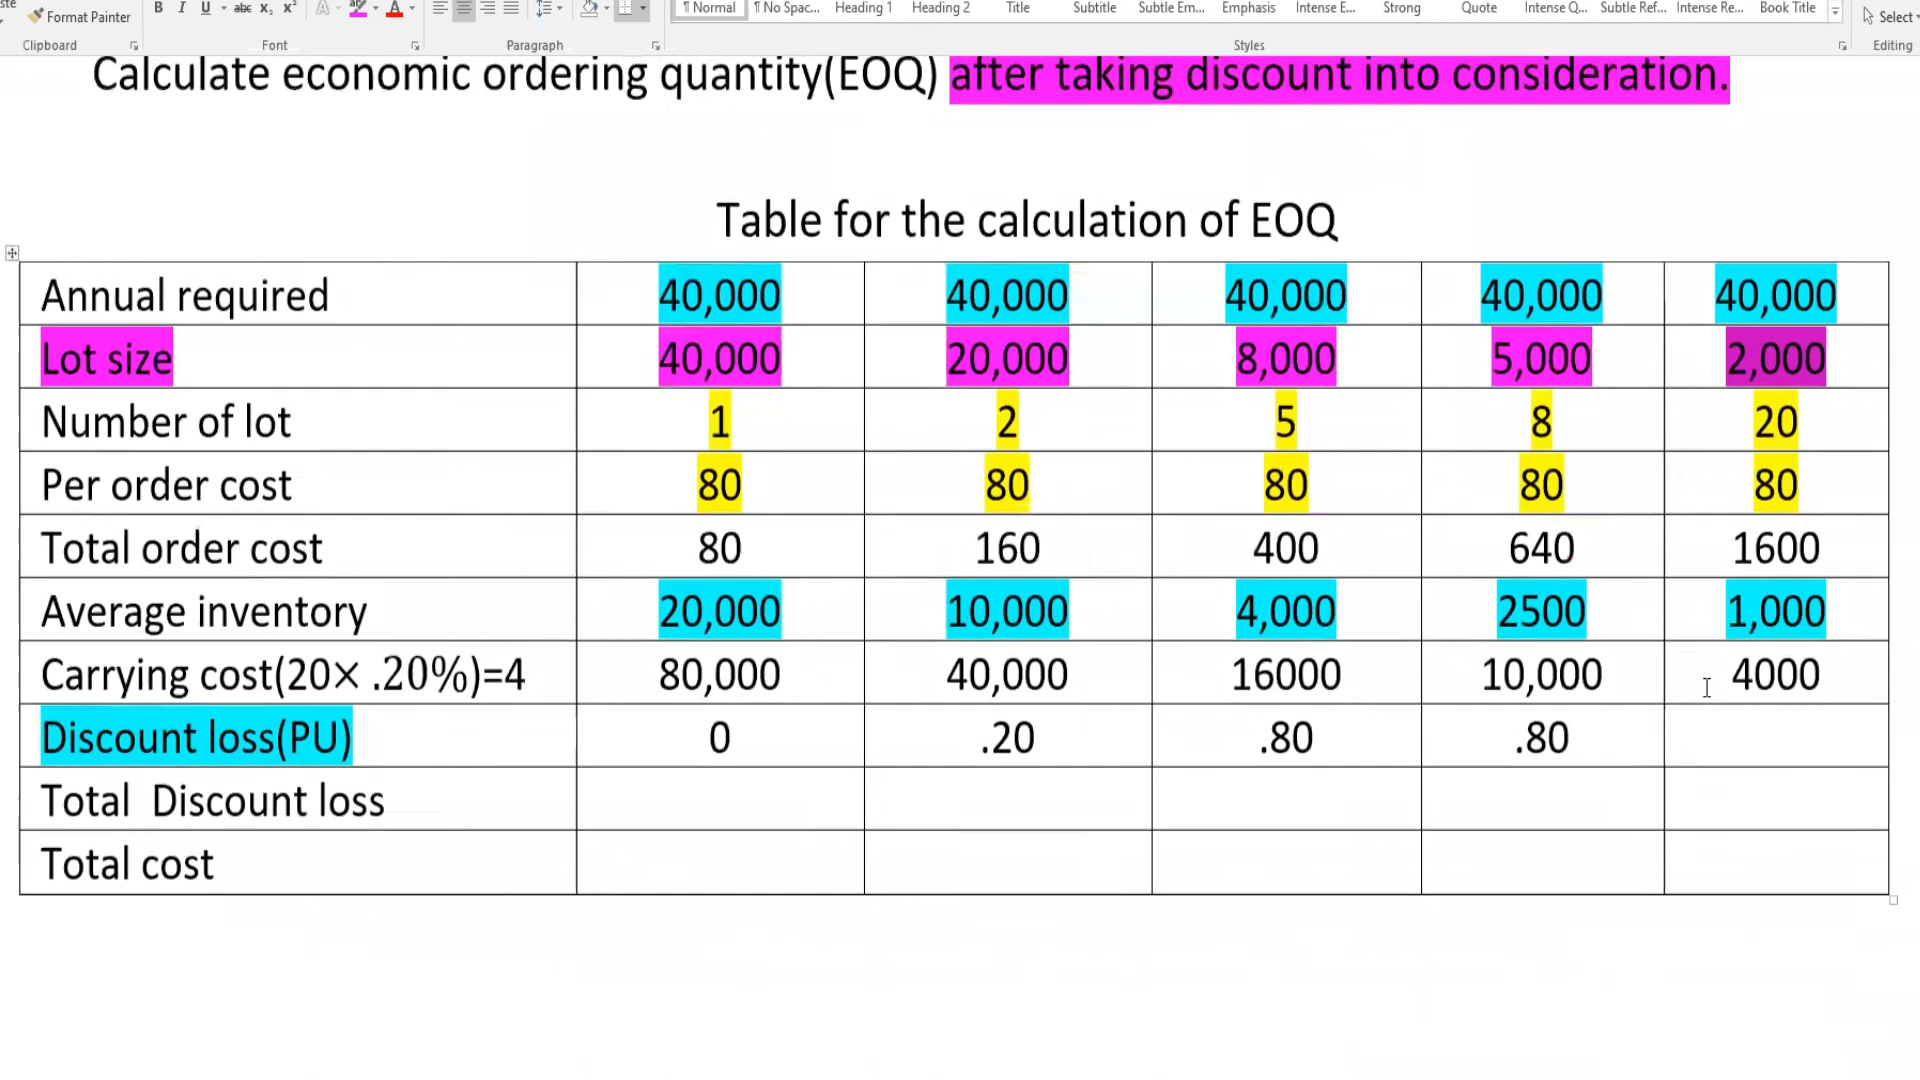 ste Format Painter B I U abc x₂ x² A ab A ¶ Normal ¶ No Spac... Heading 1 Heading 2 Title Subtitle Subtle Em... Emphasis Intense E... Strong Quote Intense Q... Subtle Ref... Intense Re... Book Title Select
Clipboard Font Paragraph Styles Editing
Calculate economic ordering quantity(EOQ) after taking discount into consideration.
Table for the calculation of EOQ
Annual required 40,000 40,000 40,000 40,000 40,000
Lot size 40,000 20,000 8,000 5,000 2,000
Number of lot 1 2 5 8 20
Per order cost 80 80 80 80 80
Total order cost 80 160 400 640 1600
Average inventory 20,000 10,000 4,000 2500 1,000
Carrying cost(20× .20%)=4 80,000 40,000 16000 10,000 4000
Discount loss(PU) 0 .20 .80 .80
Total Discount loss
Total cost